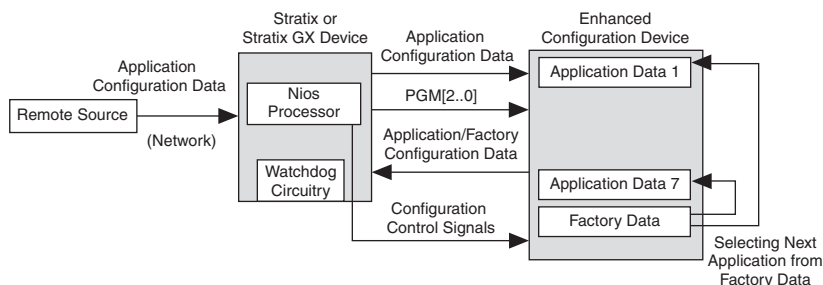 Stratix or
Stratix GX Device
Enhanced
Configuration Device
Application
Configuration Data
Application
Configuration Data
Application Data 1
Nios
Processor
PGM[2..0]
Remote Source
(Network)
Application/Factory
Configuration Data
Watchdog
Circuitry
Application Data 7
Factory Data
Configuration
Control Signals
Selecting Next
Application from
Factory Data